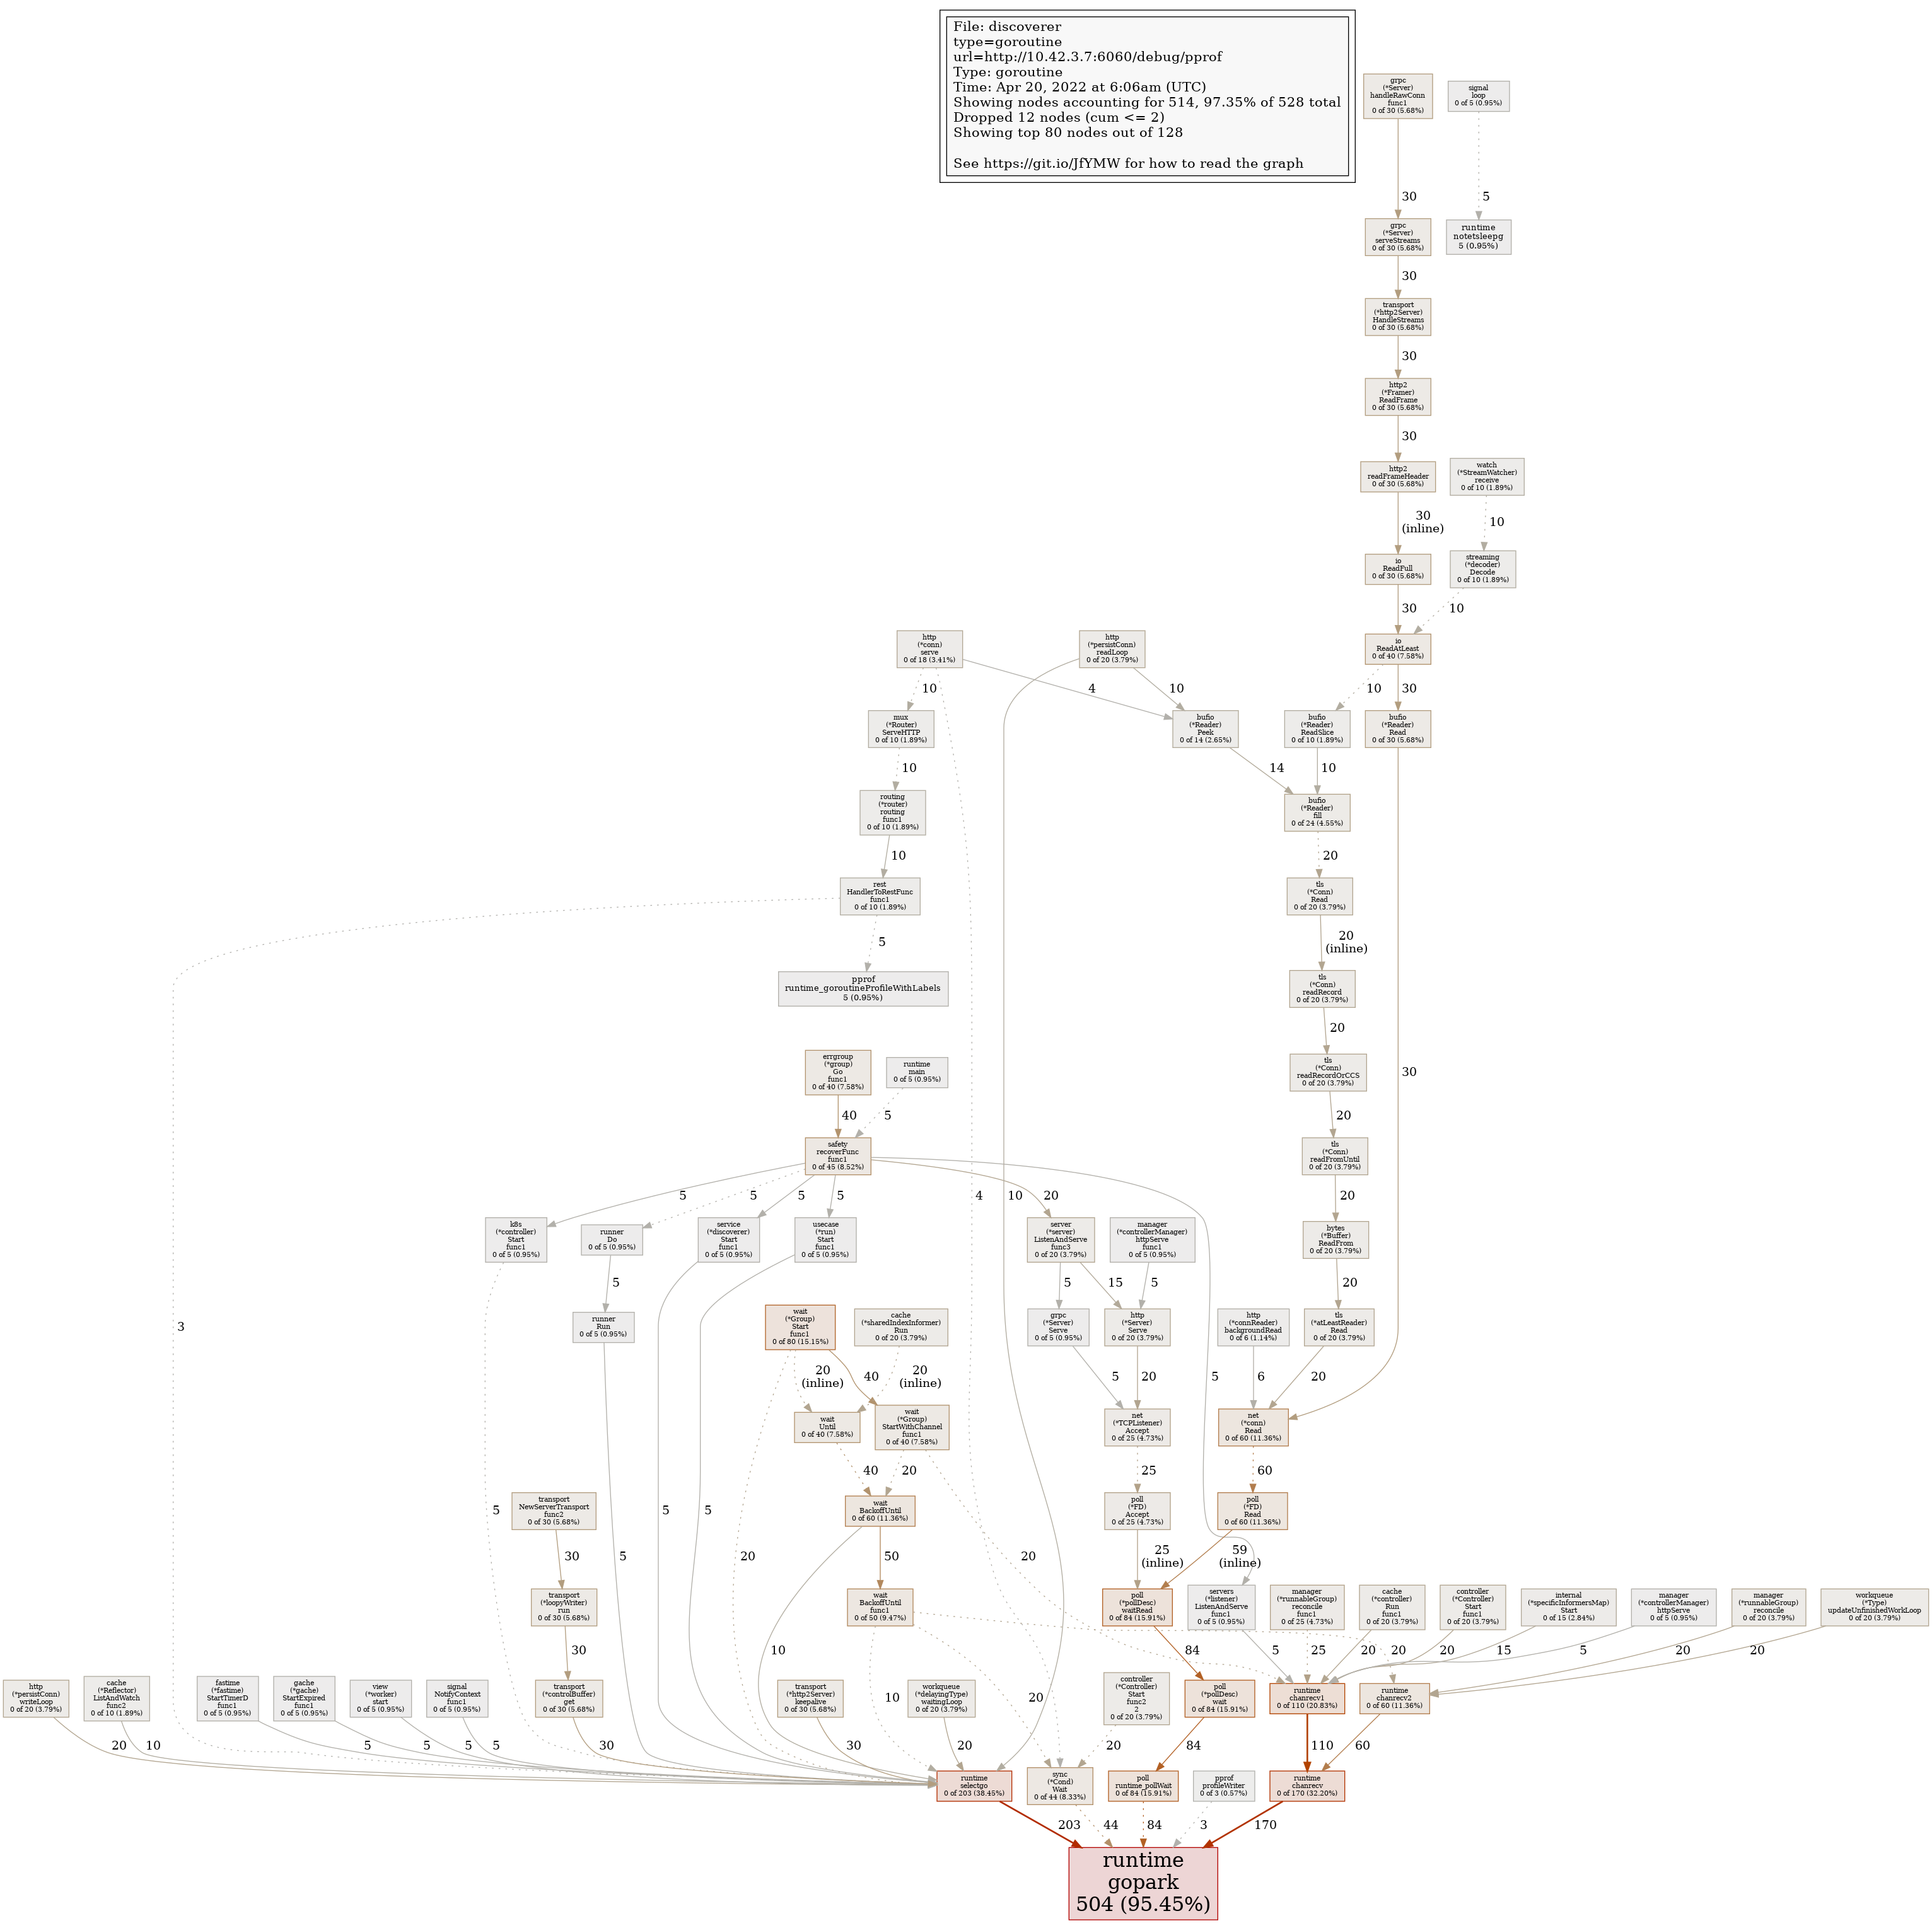 File: discoverer
type=goroutine
url=http://10.42.3.7:6060/debug/pprof
Type: goroutine
Time: Apr 20, 2022 at 6:06am (UTC)
Showing nodes accounting for 514, 97.35% of 528 total
Dropped 12 nodes (cum <= 2)
Showing top 80 nodes out of 128
See https://git.io/JfYMW for how to read the graph
grpc
(*Server)
handleRawConn
func1
0 of 30 (5.68%)
signal
loop
0 of 5 (0.95%)
30
5
grpc
(*Server)
serveStreams
0 of 30 (5.68%)
runtime
notetsleepg
5 (0.95%)
30
transport
(*http2Server)
HandleStreams
0 of 30 (5.68%)
30
http2
(*Framer)
ReadFrame
0 of 30 (5.68%)
30
http2
readFrameHeader
0 of 30 (5.68%)
watch
(*StreamWatcher)
receive
0 of 10 (1.89%)
30
(inline)
10
io
ReadFull
0 of 30 (5.68%)
streaming
(*decoder)
Decode
0 of 10 (1.89%)
30
10
http
(*conn)
serve
0 of 18 (3.41%)
http
(*persistConn)
readLoop
0 of 20 (3.79%)
io
ReadAtLeast
0 of 40 (7.58%)
10
4
10
10
30
mux
(*Router)
ServeHTTP
0 of 10 (1.89%)
bufio
(*Reader)
Peek
0 of 14 (2.65%)
bufio
(*Reader)
ReadSlice
0 of 10 (1.89%)
bufio
(*Reader)
Read
0 of 30 (5.68%)
10
14
10
routing
(*router)
routing
func1
0 of 10 (1.89%)
bufio
(*Reader)
fill
0 of 24 (4.55%)
10
20
rest
HandlerToRestFunc
func1
0 of 10 (1.89%)
tls
(*Conn)
Read
0 of 20 (3.79%)
5
20
(inline)
pprof
runtime_goroutineProfileWithLabels
5 (0.95%)
tls
(*Conn)
readRecord
0 of 20 (3.79%)
20
errgroup
(*group)
Go
func1
0 of 40 (7.58%)
runtime
main
0 of 5 (0.95%)
tls
(*Conn)
readRecordOrCCS
0 of 20 (3.79%)
30
40
5
20
safety
recoverFunc
func1
0 of 45 (8.52%)
tls
(*Conn)
readFromUntil
0 of 20 (3.79%)
5
5
5
5
4
10
20
5
20
k8s
(*controller)
Start
func1
0 of 5 (0.95%)
runner
Do
0 of 5 (0.95%)
service
(*discoverer)
Start
func1
0 of 5 (0.95%)
usecase
(*run)
Start
func1
0 of 5 (0.95%)
server
(*server)
ListenAndServe
func3
0 of 20 (3.79%)
manager
(*controllerManager)
httpServe
func1
0 of 5 (0.95%)
bytes
(*Buffer)
ReadFrom
0 of 20 (3.79%)
5
5
15
5
20
3
runner
Run
0 of 5 (0.95%)
wait
(*Group)
Start
func1
0 of 80 (15.15%)
cache
(*sharedIndexInformer)
Run
0 of 20 (3.79%)
grpc
(*Server)
Serve
0 of 5 (0.95%)
http
(*Server)
Serve
0 of 20 (3.79%)
http
(*connReader)
backgroundRead
0 of 6 (1.14%)
tls
(*atLeastReader)
Read
0 of 20 (3.79%)
20
(inline)
40
20
(inline)
5
20
6
20
wait
Until
0 of 40 (7.58%)
wait
(*Group)
StartWithChannel
func1
0 of 40 (7.58%)
net
(*TCPListener)
Accept
0 of 25 (4.73%)
net
(*conn)
Read
0 of 60 (11.36%)
40
20
25
60
5
transport
NewServerTransport
func2
0 of 30 (5.68%)
5
5
wait
BackoffUntil
0 of 60 (11.36%)
poll
(*FD)
Accept
0 of 25 (4.73%)
poll
(*FD)
Read
0 of 60 (11.36%)
30
5
20
50
20
25
(inline)
59
(inline)
transport
(*loopyWriter)
run
0 of 30 (5.68%)
wait
BackoffUntil
func1
0 of 50 (9.47%)
poll
(*pollDesc)
waitRead
0 of 84 (15.91%)
servers
(*listener)
ListenAndServe
func1
0 of 5 (0.95%)
manager
(*runnableGroup)
reconcile
func1
0 of 25 (4.73%)
cache
(*controller)
Run
func1
0 of 20 (3.79%)
controller
(*Controller)
Start
func1
0 of 20 (3.79%)
internal
(*specificInformersMap)
Start
0 of 15 (2.84%)
manager
(*controllerManager)
httpServe
0 of 5 (0.95%)
manager
(*runnableGroup)
reconcile
0 of 20 (3.79%)
workqueue
(*Type)
updateUnfinishedWorkLoop
0 of 20 (3.79%)
30
10
84
5
25
20
20
20
15
5
20
20
http
(*persistConn)
writeLoop
0 of 20 (3.79%)
cache
(*Reflector)
ListAndWatch
func2
0 of 10 (1.89%)
fastime
(*fastime)
StartTimerD
func1
0 of 5 (0.95%)
gache
(*gache)
StartExpired
func1
0 of 5 (0.95%)
view
(*worker)
start
0 of 5 (0.95%)
signal
NotifyContext
func1
0 of 5 (0.95%)
transport
(*controlBuffer)
get
0 of 30 (5.68%)
transport
(*http2Server)
keepalive
0 of 30 (5.68%)
workqueue
(*delayingType)
waitingLoop
0 of 20 (3.79%)
10
20
controller
(*Controller)
Start
func2
2
0 of 20 (3.79%)
poll
(*pollDesc)
wait
0 of 84 (15.91%)
runtime
chanrecv1
0 of 110 (20.83%)
runtime
chanrecv2
0 of 60 (11.36%)
20
10
5
5
5
5
30
30
20
20
84
110
60
runtime
selectgo
0 of 203 (38.45%)
sync
(*Cond)
Wait
0 of 44 (8.33%)
poll
runtime_pollWait
0 of 84 (15.91%)
pprof
profileWriter
0 of 3 (0.57%)
runtime
chanrecv
0 of 170 (32.20%)
203
44
84
3
170
runtime
gopark
504 (95.45%)